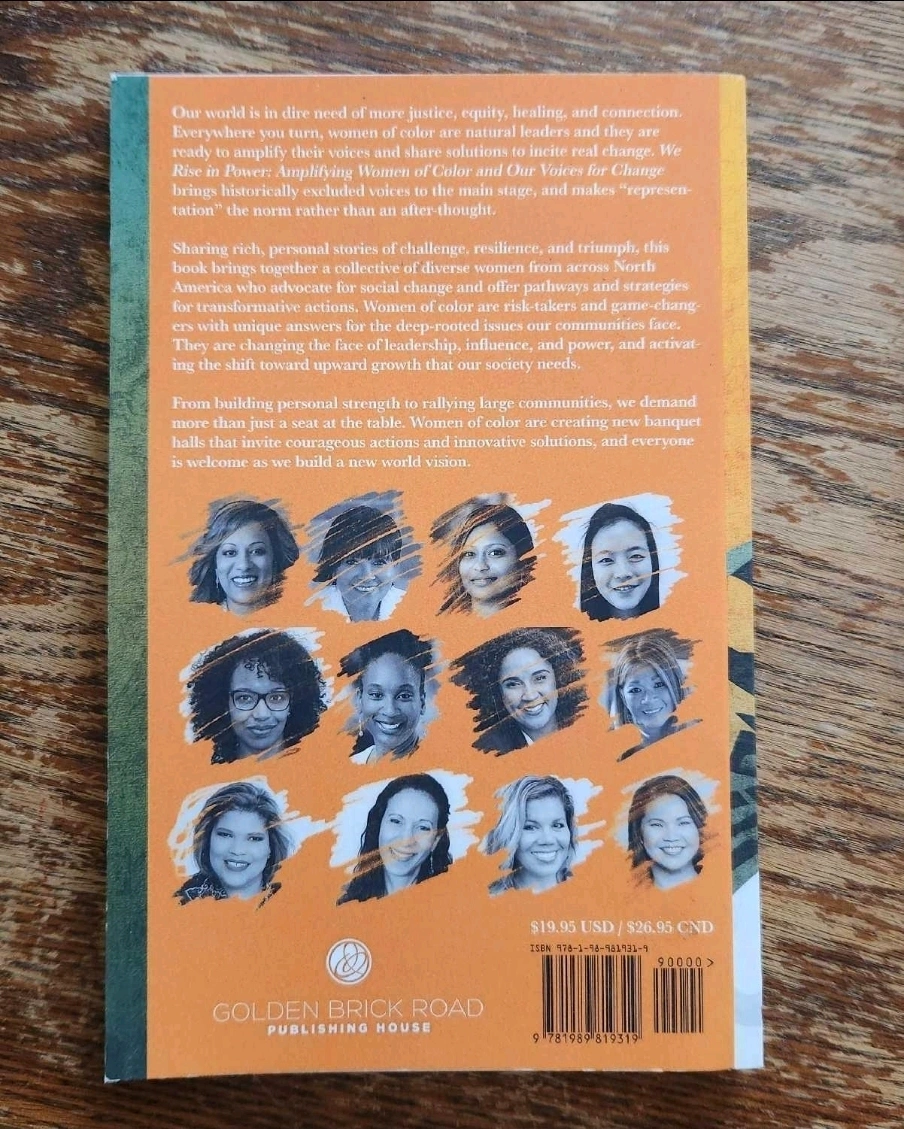 Our world is in dire need of more justice, equity, healing, and connection.
Everywhere you turn, women of color are natural leaders and they are
ready to amplify their voices and share solutions to incite real change. We
Rise in Power: Amplifying Women of Color and Our Voices for Change
brings historically excluded voices to the main stage, and makes “represen-
tation” the norm rather than an after-thought.
Sharing rich, personal stories of challenge, resilience, and triumph, this
book brings together a collective of diverse women from across North
America who advocate for social change and offer pathways and strategies
for transformative actions. Women of color are risk-takers and game-chang-
ers with unique answers for the deep-rooted issues our communities face.
They are changing the face of leadership, influence, and power, and activat-
ing the shift toward upward growth that our society needs.
From building personal strength to rallying large communities, we demand
more than just a seat at the table. Women of color are creating new banquet
halls that invite courageous actions and innovative solutions, and everyone
is welcome as we build a new world vision.
$19.95 USD / $26.95 CND
ISBN 978-1-98-981931-9
90000>
9 781989 819319
GOLDEN BRICK ROAD
PUBLISHING HOUSE